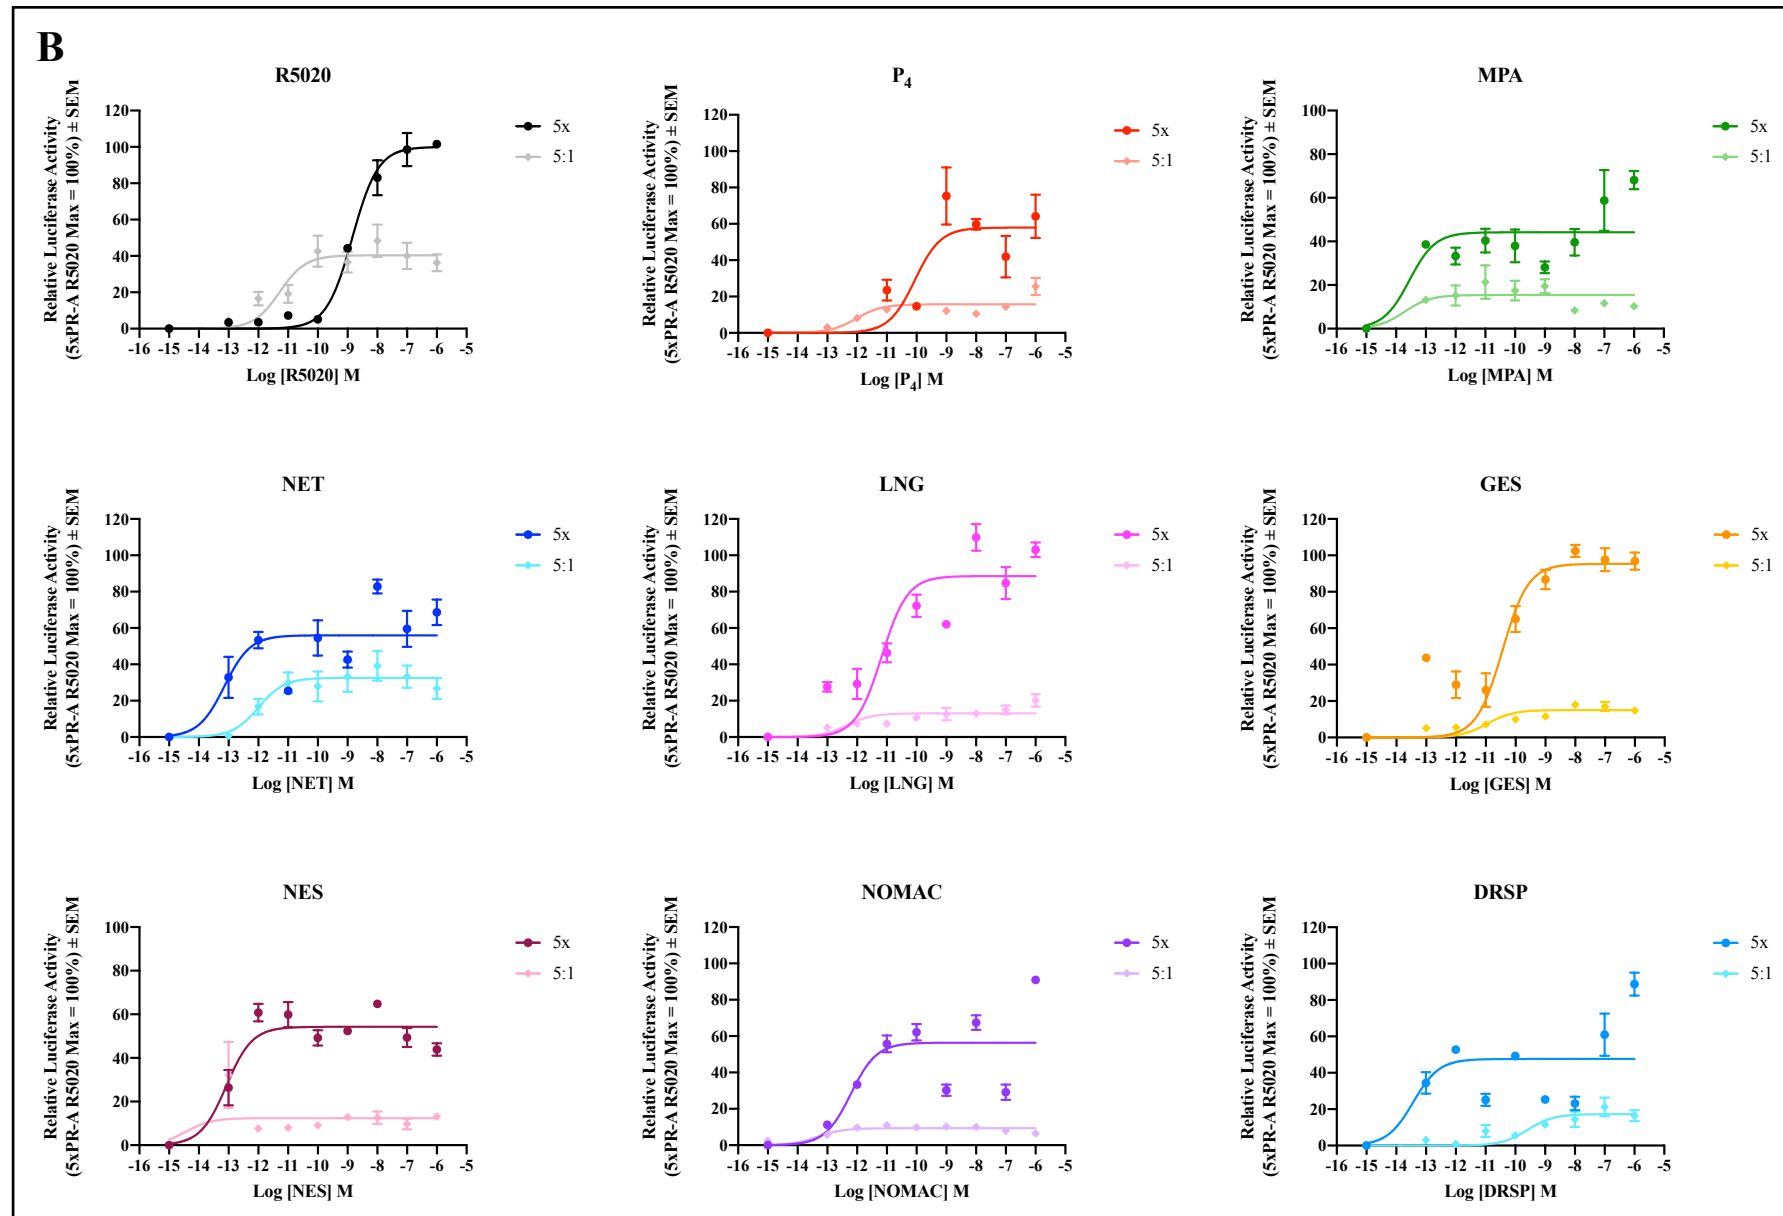 B
R5020
Relative Luciferase Activity
(5xPR-A R5020 Max = 100%) ± SEM
120
100
80
60
40
20
0
-16 -15 -14 -13 -12 -11 -10 -9 -8 -7 -6 -5
Log [R5020] M
5x
5:1
P4
Relative Luciferase Activity
(5xPR-A R5020 Max = 100%) ± SEM
120
100
80
60
40
20
0
-16 -15 -14 -13 -12 -11 -10 -9 -8 -7 -6 -5
Log [P4] M
5x
5:1
MPA
Relative Luciferase Activity
(5xPR-A R5020 Max = 100%) ± SEM
100
80
60
40
20
0
-16 -15 -14 -13 -12 -11 -10 -9 -8 -7 -6 -5
Log [MPA] M
5x
5:1
NET
Relative Luciferase Activity
(5xPR-A R5020 Max = 100%) ± SEM
120
100
80
60
40
20
0
-16 -15 -14 -13 -12 -11 -10 -9 -8 -7 -6 -5
Log [NET] M
5x
5:1
LNG
Relative Luciferase Activity
(5xPR-A R5020 Max = 100%) ± SEM
120
100
80
60
40
20
0
-16 -15 -14 -13 -12 -11 -10 -9 -8 -7 -6 -5
Log [LNG] M
5x
5:1
GES
Relative Luciferase Activity
(5xPR-A R5020 Max = 100%) ± SEM
120
100
80
60
40
20
0
-16 -15 -14 -13 -12 -11 -10 -9 -8 -7 -6 -5
Log [GES] M
5x
5:1
NES
Relative Luciferase Activity
(5xPR-A R5020 Max = 100%) ± SEM
100
80
60
40
20
0
-16 -15 -14 -13 -12 -11 -10 -9 -8 -7 -6 -5
Log [NES] M
5x
5:1
NOMAC
Relative Luciferase Activity
(5xPR-A R5020 Max = 100%) ± SEM
120
100
80
60
40
20
0
-16 -15 -14 -13 -12 -11 -10 -9 -8 -7 -6 -5
Log [NOMAC] M
5x
5:1
DRSP
Relative Luciferase Activity
(5xPR-A R5020 Max = 100%) ± SEM
120
100
80
60
40
20
0
-16 -15 -14 -13 -12 -11 -10 -9 -8 -7 -6 -5
Log [DRSP] M
5x
5:1